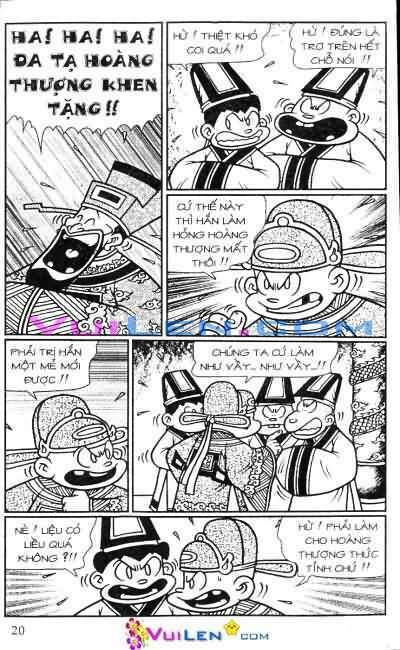 HA! HA! HA!
ĐA TẠ HOÀNG
THƯỢNG KHEN
TẶNG!!
HỪ! THIỆT KHÓ
COI QUÁ!!
HỪ! ĐÚNG LÀ
TRƠ TRẼN HẾT
CHỖ NÓI!!
CỨ THẾ NÀY
THÌ HẮN LÀM
HỎNG HOÀNG
THƯỢNG MẤT
THÔI!!
VuiLen.com
PHẢI TRỊ HẮN
MỘT MẺ MỚI
ĐƯỢC!!
CHÚNG TA CỨ LÀM
NHƯ VẦY... NHƯ VẦY...!!
NÈ! LIỆU CÓ
LIỀU QUÁ
KHÔNG?!!
HỪ! PHẢI LÀM
CHO HOÀNG
THƯỢNG THỨC
TỈNH CHỨ!!
20
VuiLen.com